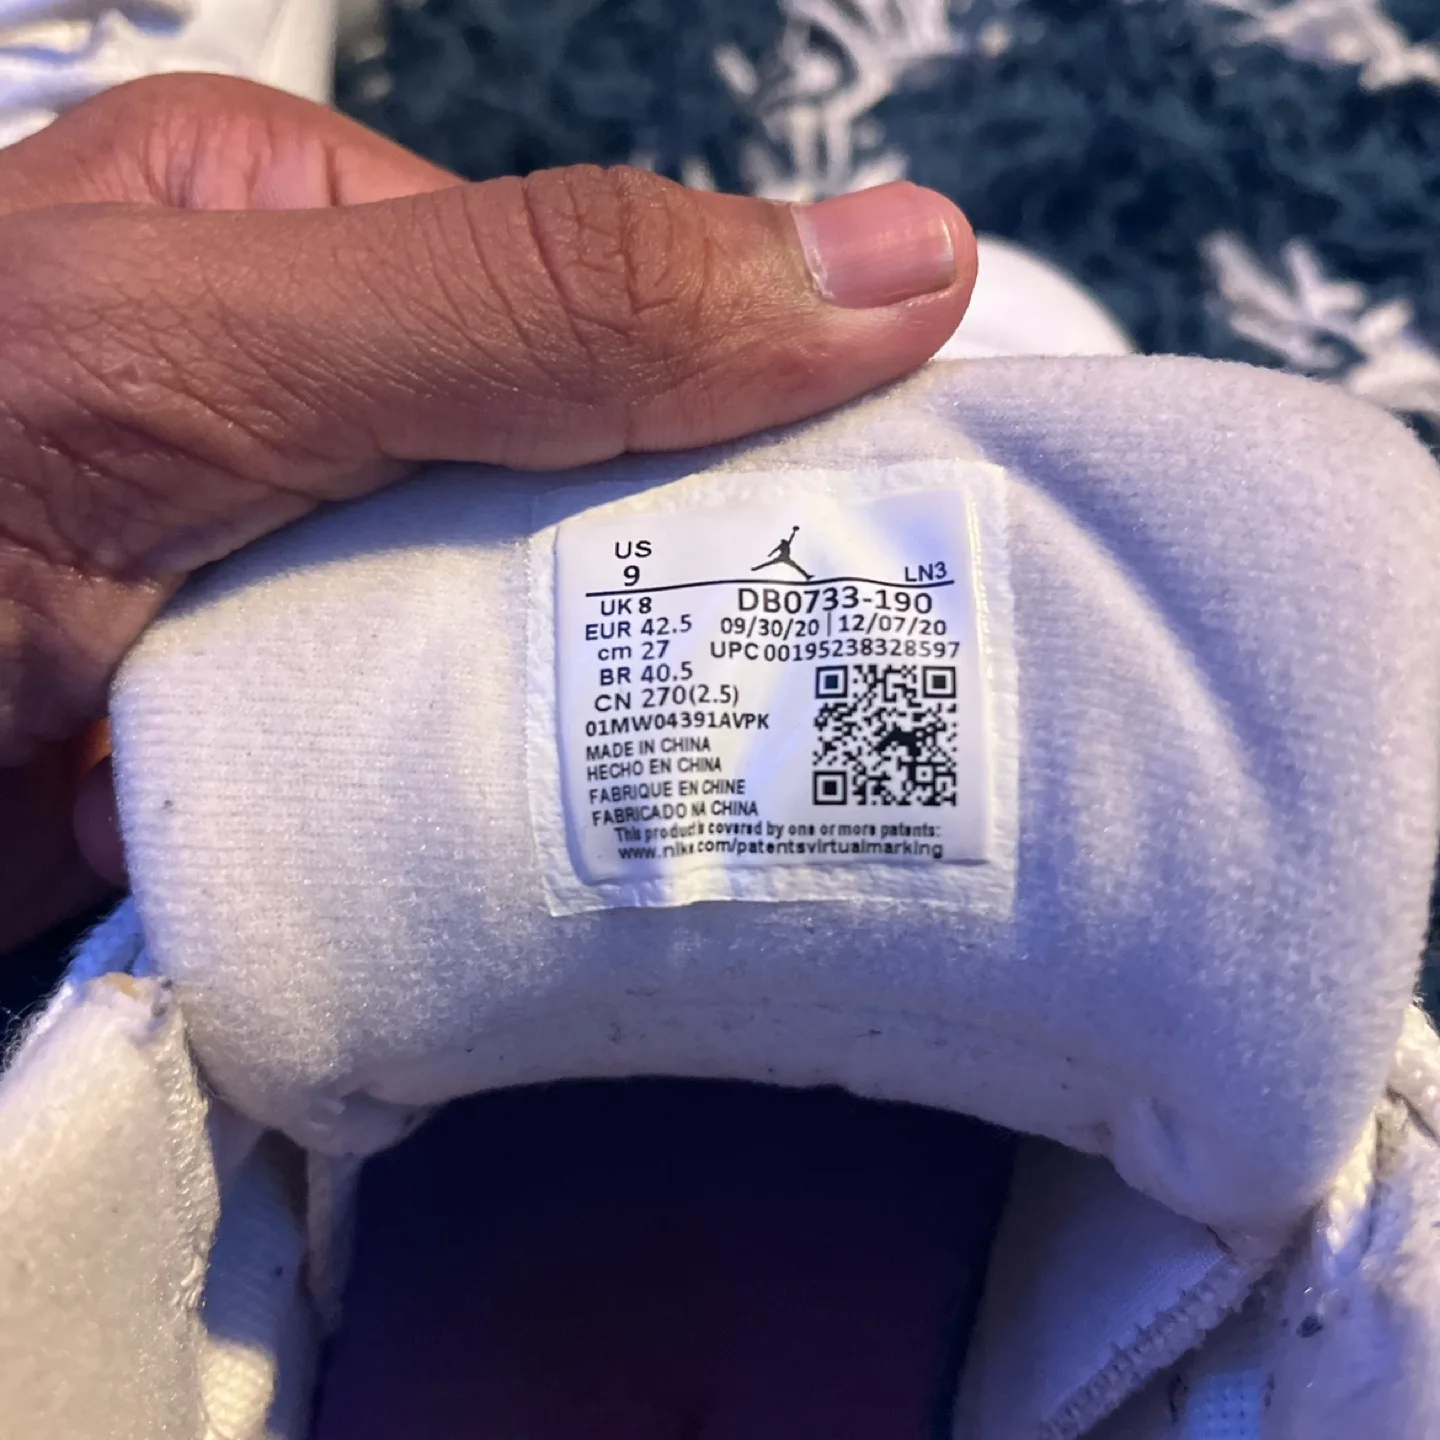 US
9
LN3
UK 8
DB0733-190
EUR 42.5
09/30/20 | 12/07/20
cm 27
UPC 00195238328597
BR 40.5
CN 270(2.5)
01MW04391AVPK
MADE IN CHINA
HECHO EN CHINA
FABRIQUE EN CHINE
FABRICADO NA CHINA
This product is covered by one or more patents:
www.nike.com/patentsvirtualmarking